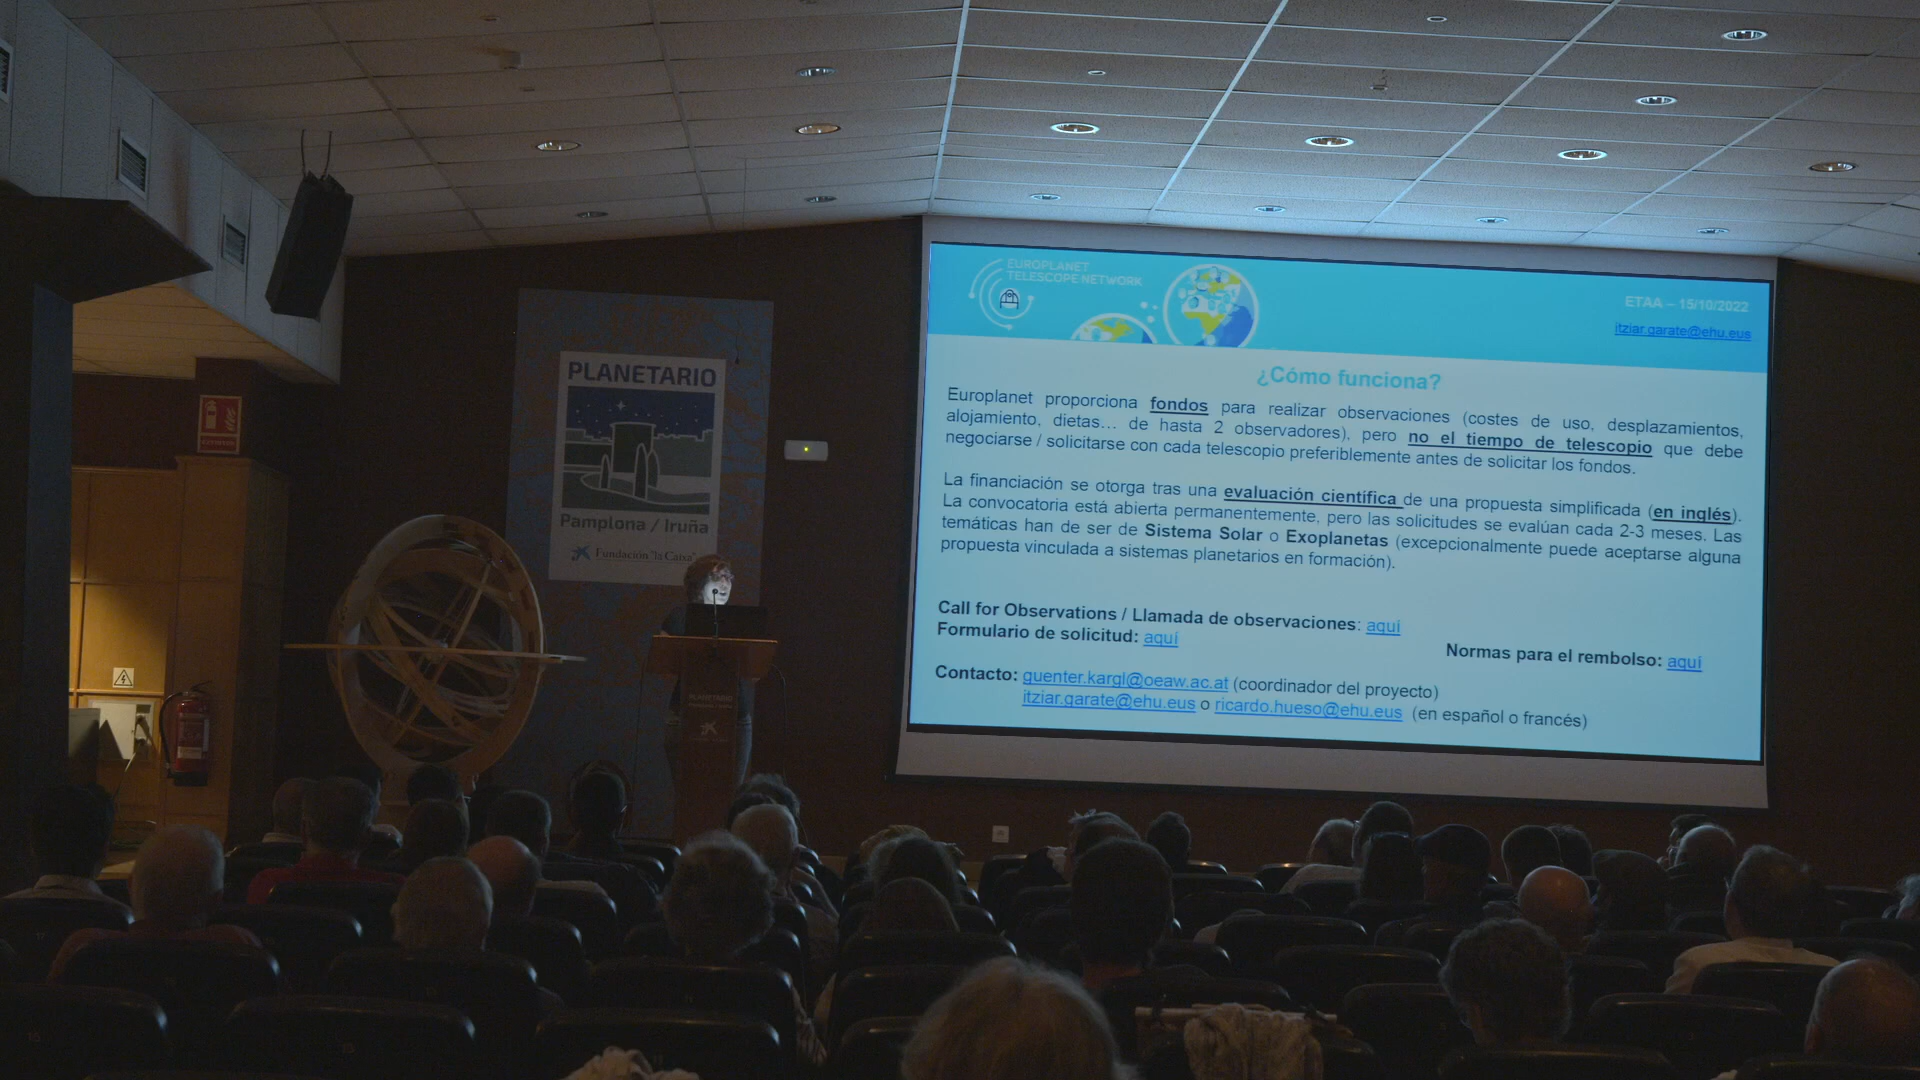 EUROPLANET
TELESCOPE NETWORK
ETAA – 15/10/2022
itziar.garate@ehu.eus
¿Cómo funciona?
Europlanet proporciona fondos para realizar observaciones (costes de uso, desplazamientos,
alojamiento, dietas... de hasta 2 observadores), pero no el tiempo de telescopio que debe
negociarse / solicitarse con cada telescopio preferiblemente antes de solicitar los fondos.
La financiación se otorga tras una evaluación científica de una propuesta simplificada (en inglés).
La convocatoria está abierta permanentemente, pero las solicitudes se evalúan cada 2-3 meses. Las
temáticas han de ser de Sistema Solar o Exoplanetas (excepcionalmente puede aceptarse alguna
propuesta vinculada a sistemas planetarios en formación).
Call for Observations / Llamada de observaciones: aquí
Formulario de solicitud: aquí
Normas para el rembolso: aquí
Contacto: guenter.kargl@oeaw.ac.at (coordinador del proyecto)
itziar.garate@ehu.eus o ricardo.hueso@ehu.eus (en español o francés)
PLANETARIO
Pamplona / Iruña
Fundación "la Caixa"
PLANETARIO